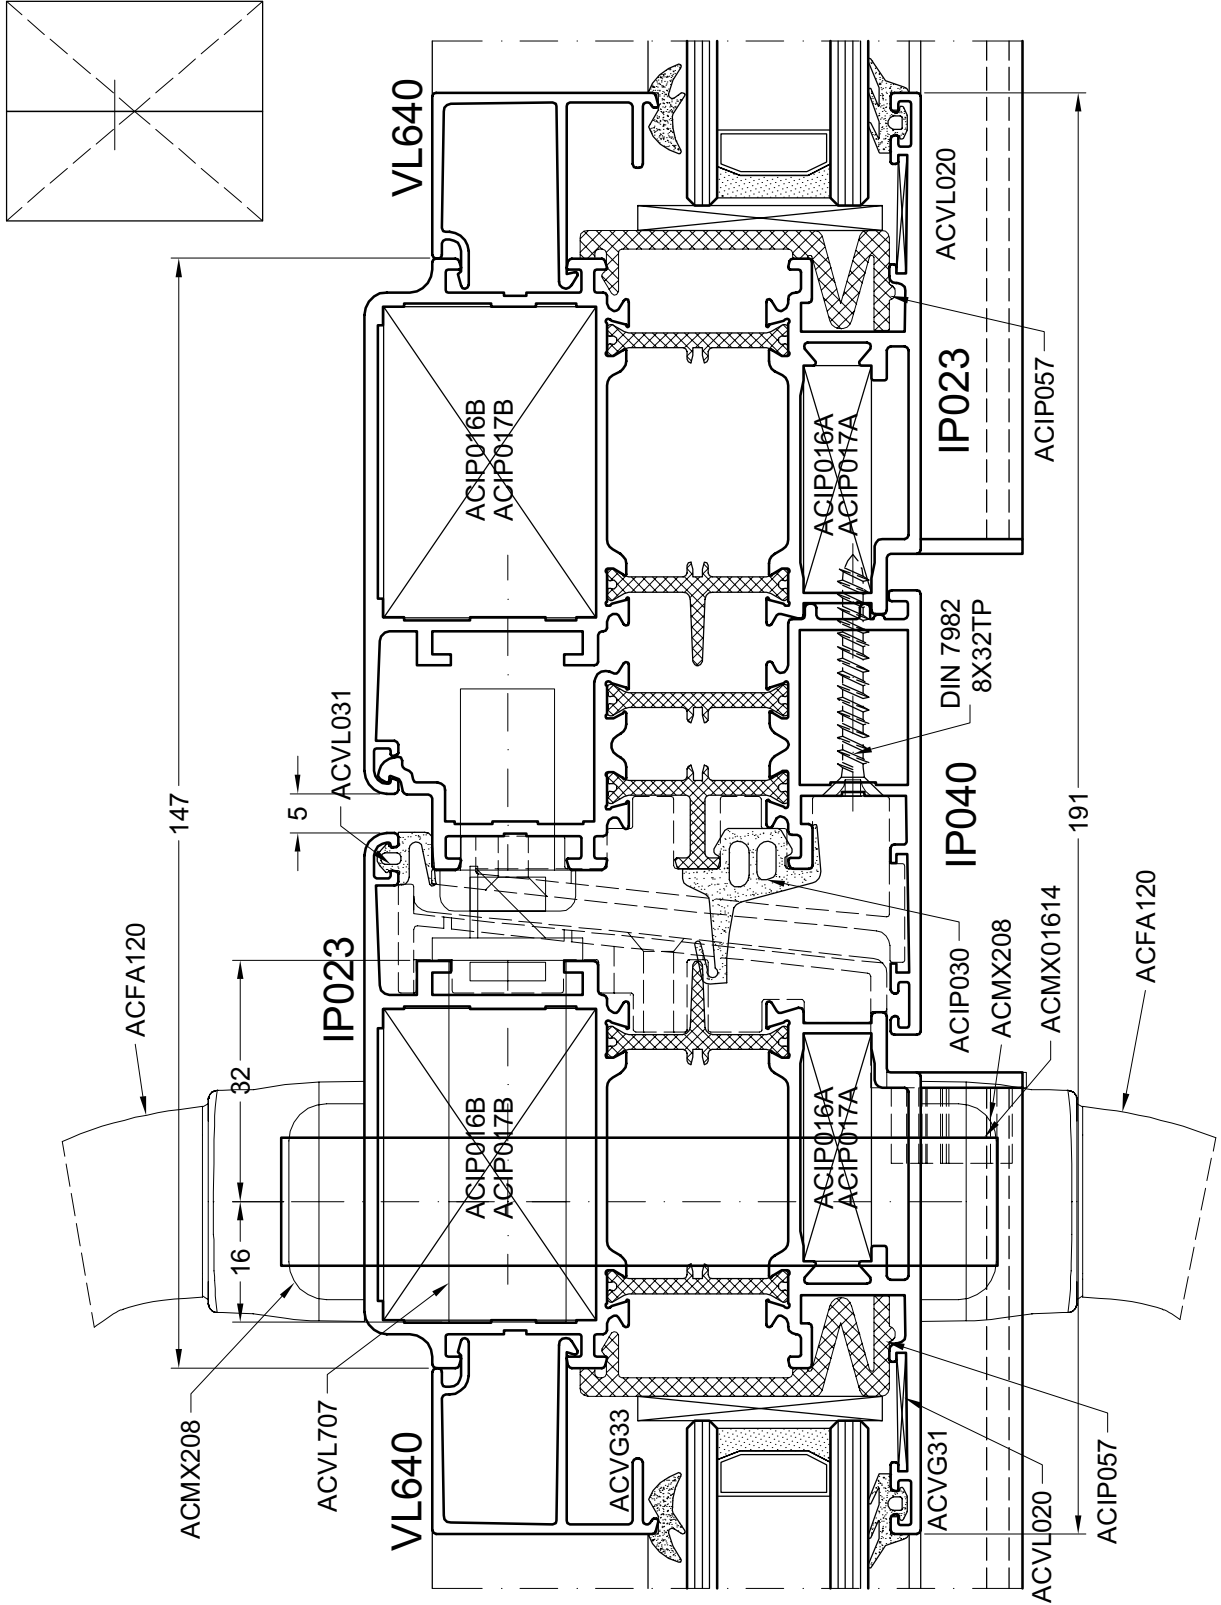 ACFA120
32
16
147
ACMX208
ACVL707
VL640
ACVG33
IP023
ACIP016B
ACIP017B
ACIP016A
ACIP017A
5
ACVL031
VL640
ACIP016B
ACIP017B
ACIP016A
ACIP017A
IP023
ACVL020
ACIP057
DIN 7982
8X32TP
IP040
191
ACIP030
ACMX208
ACMX01614
ACFA120
ACVG31
ACVL020
ACIP057